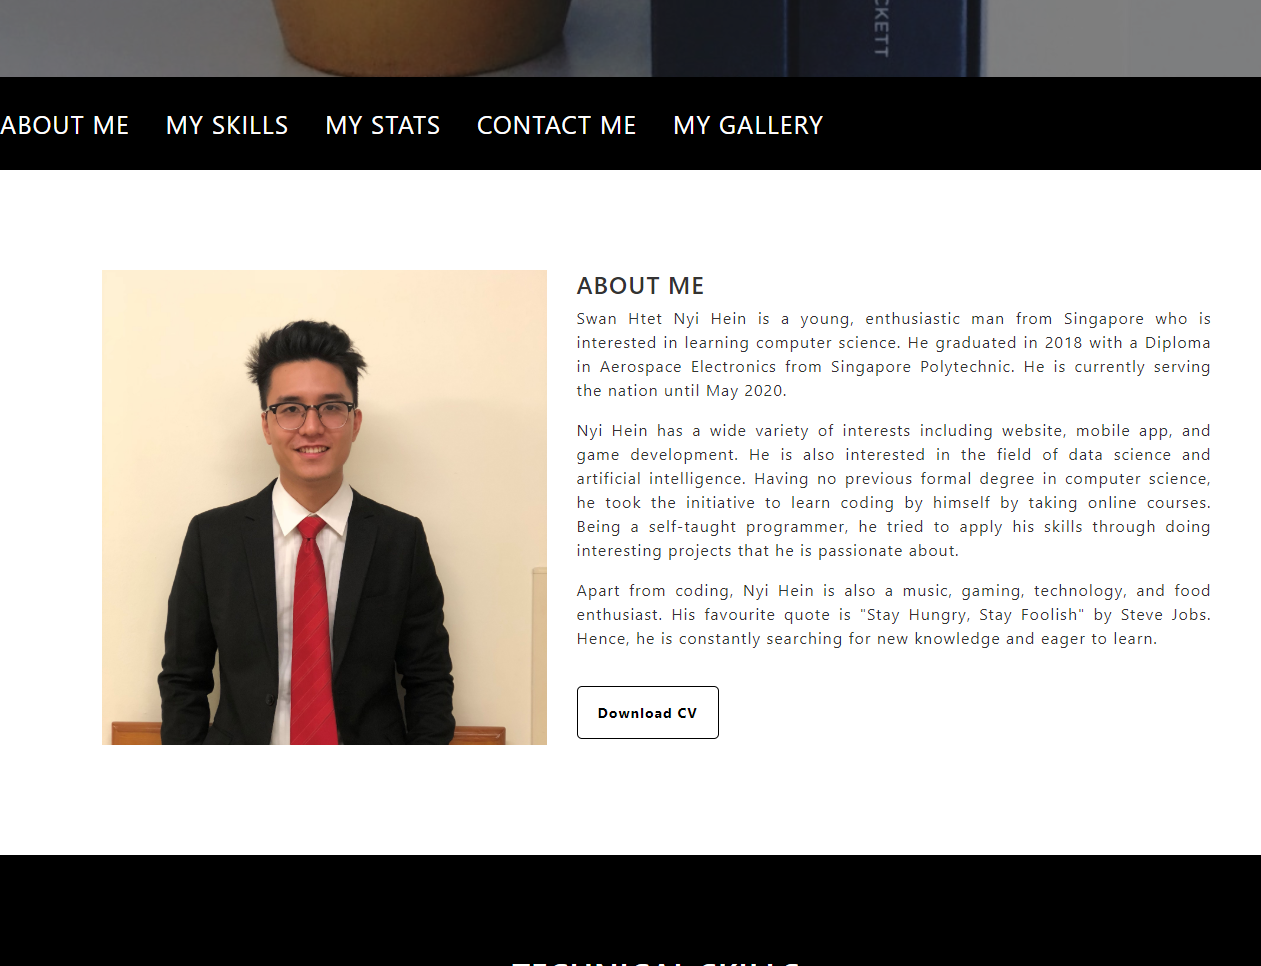 CKETT
ABOUT ME MY SKILLS MY STATS CONTACT ME MY GALLERY
ABOUT ME
Swan Htet Nyi Hein is a young, enthusiastic man from Singapore who is
interested in learning computer science. He graduated in 2018 with a Diploma
in Aerospace Electronics from Singapore Polytechnic. He is currently serving
the nation until May 2020.
Nyi Hein has a wide variety of interests including website, mobile app, and
game development. He is also interested in the field of data science and
artificial intelligence. Having no previous formal degree in computer science,
he took the initiative to learn coding by himself by taking online courses.
Being a self-taught programmer, he tried to apply his skills through doing
interesting projects that he is passionate about.
Apart from coding, Nyi Hein is also a music, gaming, technology, and food
enthusiast. His favourite quote is "Stay Hungry, Stay Foolish" by Steve Jobs.
Hence, he is constantly searching for new knowledge and eager to learn.
Download CV
TECHNICAL SKILLS